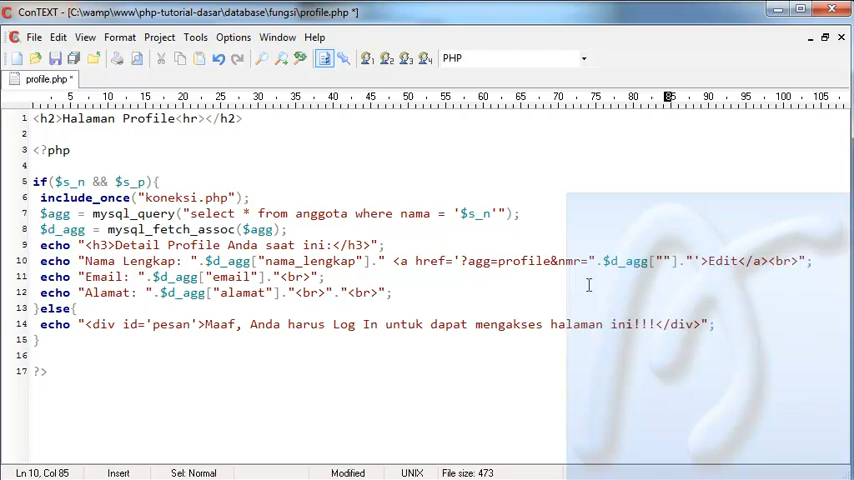 ConTEXT - [C:\wamp\www\php-tutorial-dasar\database\fungsi\profile.php *]
File Edit View Format Project Tools Options Window Help
PHP
profile.php *
5 10 15 20 25 30 35 40 45 50 55 60 65 70 75 80 85 90 95 100 105
1 <h2>Halaman Profile<hr></h2>
2
3 <?php
4
5 if($s_n && $s_p){
6 include_once("koneksi.php");
7 $agg = mysql_query("select * from anggota where nama = '$s_n'");
8 $d_agg = mysql_fetch_assoc($agg);
9 echo "<h3>Detail Profile Anda saat ini:</h3>";
10 echo "Nama Lengkap: ".$d_agg["nama_lengkap"]." <a href='?agg=profile&nmr=".$d_agg[""]."'>Edit</a><br>";
11 echo "Email: ".$d_agg["email"]."<br>";
12 echo "Alamat: ".$d_agg["alamat"]."<br>"."<br>";
13 }else{
14 echo "<div id='pesan'>Maaf, Anda harus Log In untuk dapat mengakses halaman ini!!!</div>";
15 }
16
17 ?>
Ln 10, Col 85 Insert Sel: Normal Modified UNIX File size: 473